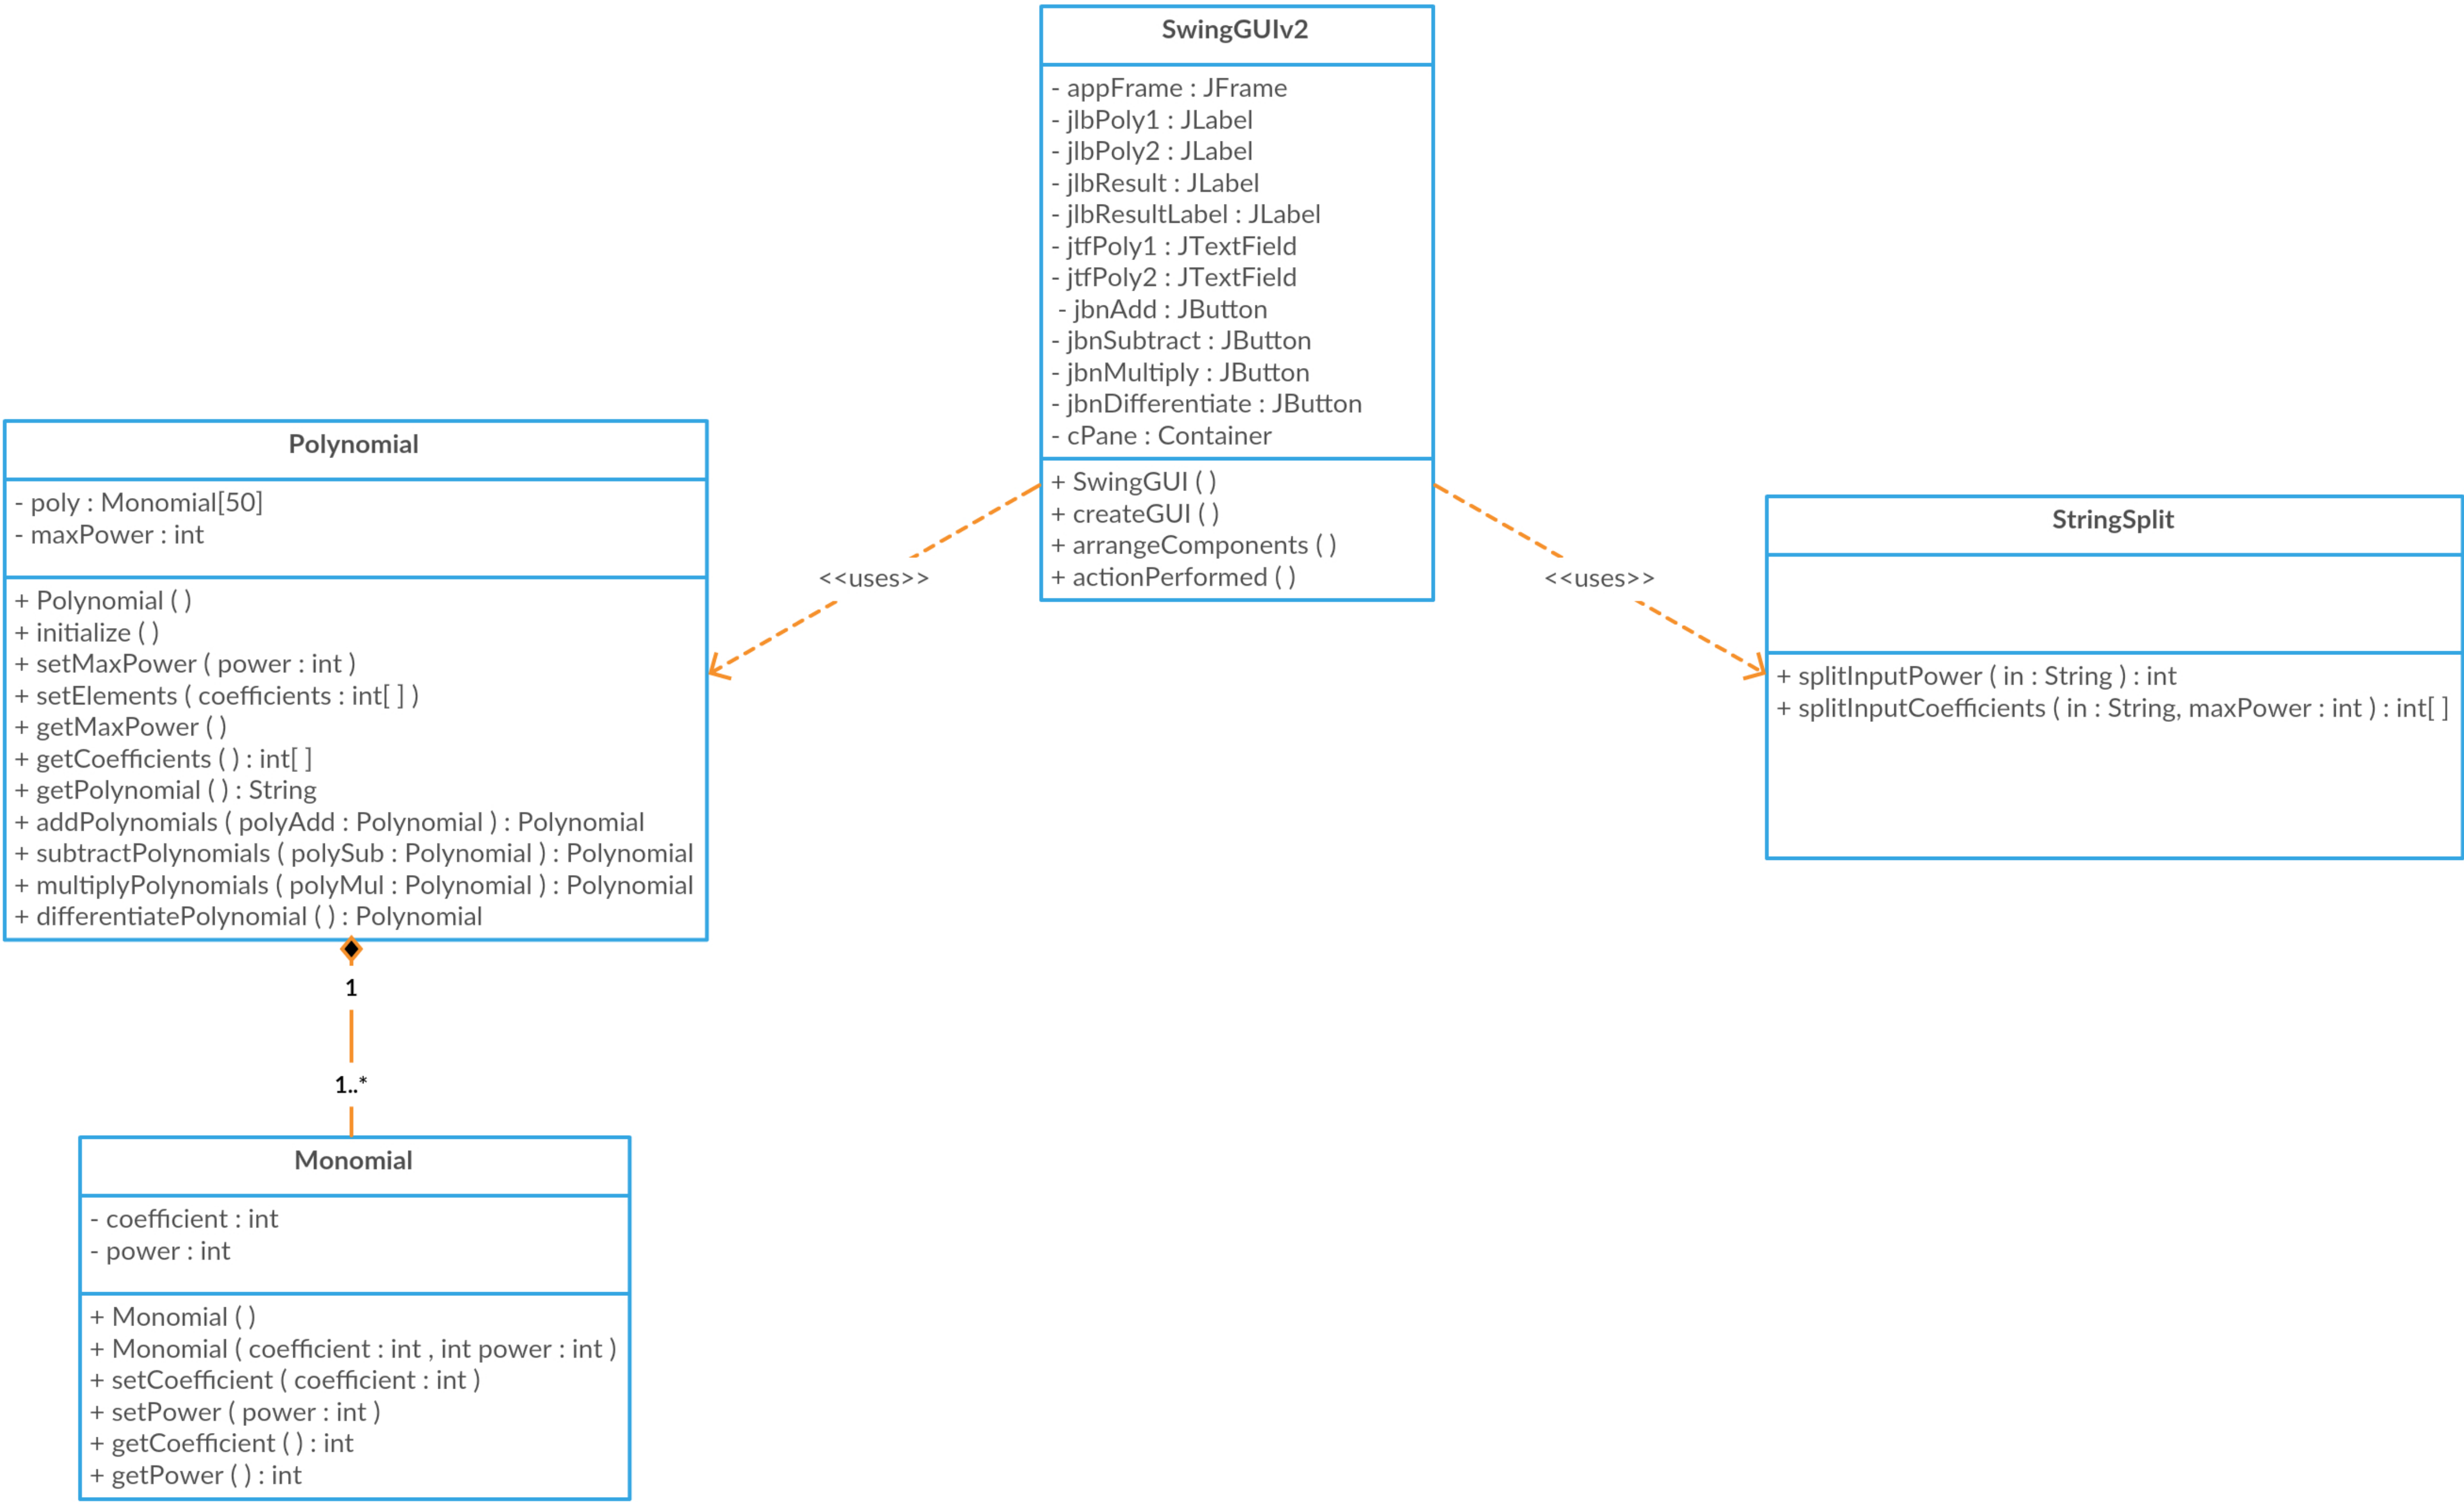 SwingGUIv2
- appFrame : JFrame
- jlbPoly1 : JLabel
- jlbPoly2 : JLabel
- jlbResult : JLabel
- jlbResultLabel : JLabel
- jtfPoly1 : JTextField
- jtfPoly2 : JTextField
- jbnAdd : JButton
- jbnSubtract : JButton
- jbnMultiply : JButton
- jbnDifferentiate : JButton
- cPane : Container
+ SwingGUI ( )
+ createGUI ( )
+ arrangeComponents ( )
+ actionPerformed ( )
<<uses>>
<<uses>>
Polynomial
- poly : Monomial[50]
- maxPower : int
+ Polynomial ( )
+ initialize ( )
+ setMaxPower ( power : int )
+ setElements ( coefficients : int[ ] )
+ getMaxPower ( )
+ getCoefficients ( ) : int[ ]
+ getPolynomial ( ) : String
+ addPolynomials ( polyAdd : Polynomial ) : Polynomial
+ subtractPolynomials ( polySub : Polynomial ) : Polynomial
+ multiplyPolynomials ( polyMul : Polynomial ) : Polynomial
+ differentiatePolynomial ( ) : Polynomial
StringSplit
+ splitInputPower ( in : String ) : int
+ splitInputCoefficients ( in : String, maxPower : int ) : int[ ]
1
1..*
Monomial
- coefficient : int
- power : int
+ Monomial ( )
+ Monomial ( coefficient : int , int power : int )
+ setCoefficient ( coefficient : int )
+ setPower ( power : int )
+ getCoefficient ( ) : int
+ getPower ( ) : int